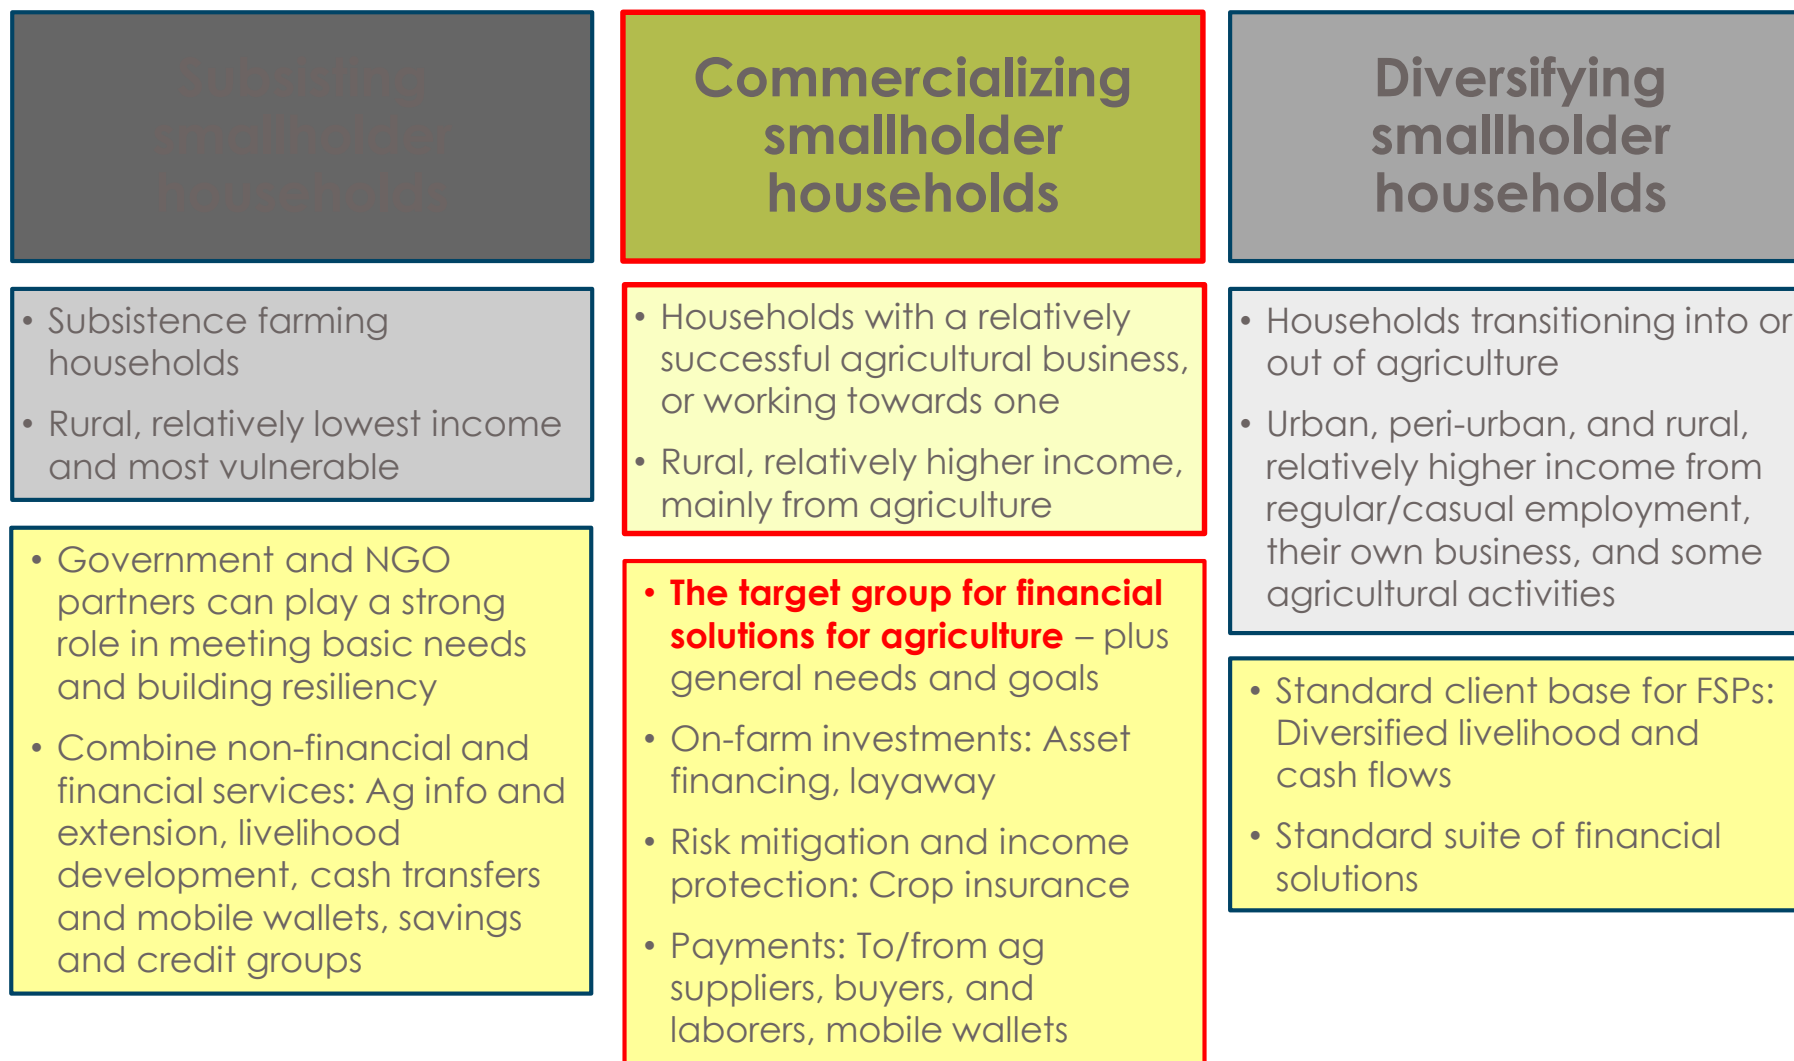 Subsisting
smallholder
households
• Subsistence farming
households
• Rural, relatively lowest income
and most vulnerable
• Government and NGO
partners can play a strong
role in meeting basic needs
and building resiliency
• Combine non-financial and
financial services: Ag info and
extension, livelihood
development, cash transfers
and mobile wallets, savings
and credit groups
Commercializing
smallholder
households
• Households with a relatively
successful agricultural business,
or working towards one
• Rural, relatively higher income,
mainly from agriculture
• The target group for financial
solutions for agriculture – plus
general needs and goals
• On-farm investments: Asset
financing, layaway
• Risk mitigation and income
protection: Crop insurance
• Payments: To/from ag
suppliers, buyers, and
laborers, mobile wallets
Diversifying
smallholder
households
• Households transitioning into or
out of agriculture
• Urban, peri-urban, and rural,
relatively higher income from
regular/casual employment,
their own business, and some
agricultural activities
• Standard client base for FSPs:
Diversified livelihood and
cash flows
• Standard suite of financial
solutions